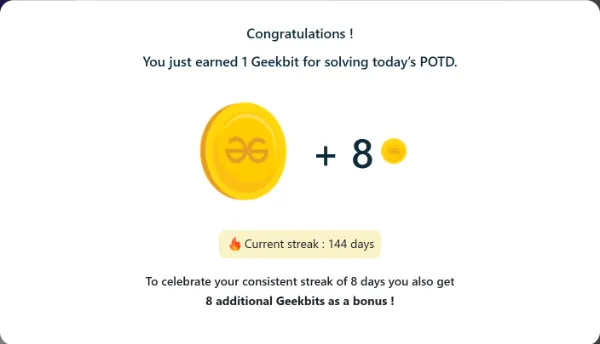 Congratulations !
You just earned 1 Geekbit for solving today's POTD.
+ 8
Current streak : 144 days
To celebrate your consistent streak of 8 days you also get
8 additional Geekbits as a bonus !